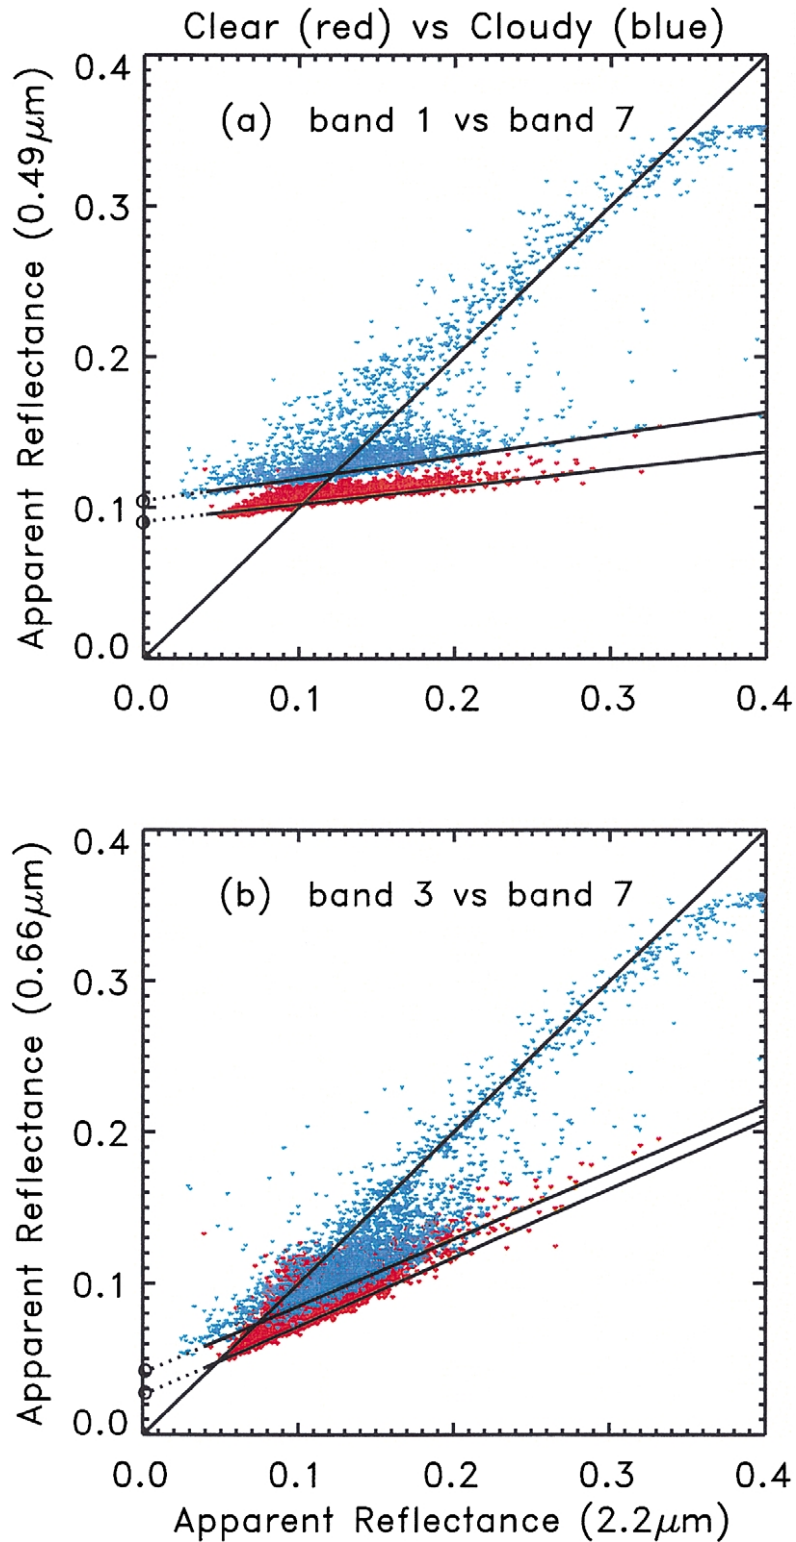 Clear (red) vs Cloudy (blue)
(a) band 1 vs band 7
Apparent Reflectance (0.49μm)
0.4
0.3
0.2
0.1
0.0
0.0 0.1 0.2 0.3 0.4
(b) band 3 vs band 7
Apparent Reflectance (0.66μm)
0.4
0.3
0.2
0.1
0.0
0.0 0.1 0.2 0.3 0.4
Apparent Reflectance (2.2μm)